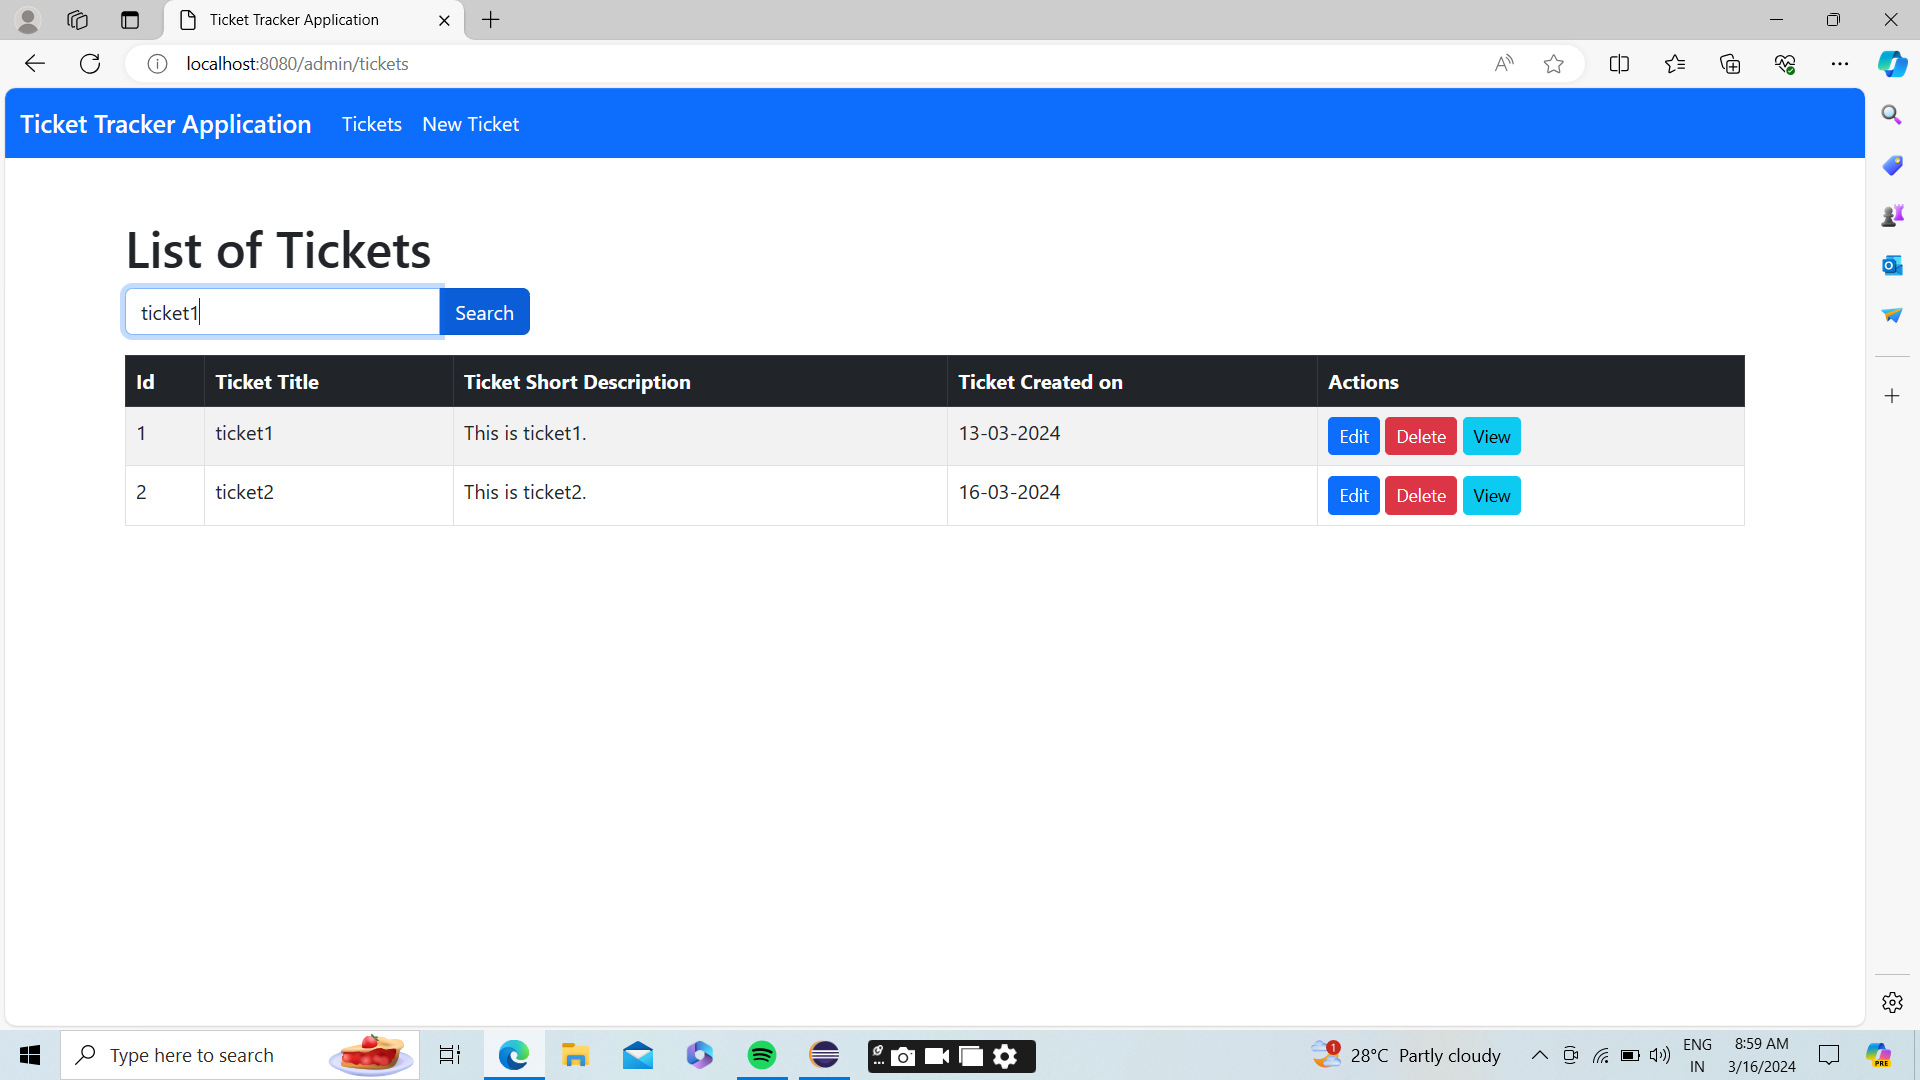 Ticket Tracker Application
localhost:8080/admin/tickets
Ticket Tracker Application Tickets New Ticket
List of Tickets
ticket1 Search
Id Ticket Title Ticket Short Description Ticket Created on Actions
1 ticket1 This is ticket1. 13-03-2024 Edit Delete View
2 ticket2 This is ticket2. 16-03-2024 Edit Delete View
Type here to search
1
28°C Partly cloudy
ENG
IN
8:59 AM
3/16/2024
PRE